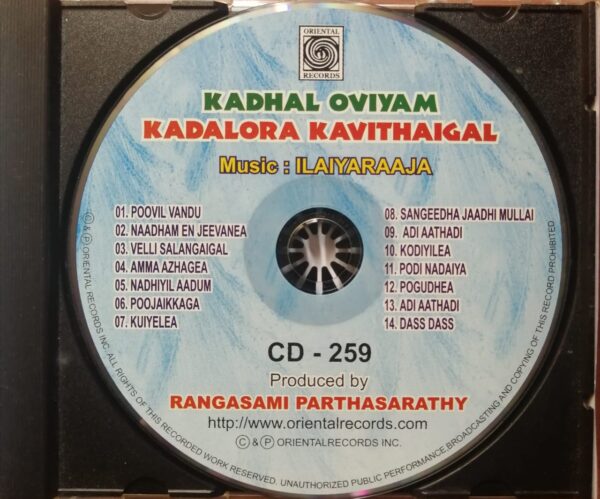 ORIENTAL
RECORDS
KADHAL OVIYAM
KADALORA KAVITHAIGAL
Music : ILAIYARAAJA
01. POOVIL VANDU
02. NAADHAM EN JEEVANEA
03. VELLI SALANGAIGAL
04. AMMA AZHAGEA
05. NADHIYIL AADUM
06. POOJAIKKAGA
07. KUIYELEA
08. SANGEEDHA JAADHI MULLAI
09. ADI AATHADI
10. KODIYILEA
11. PODI NADAIYA
12. POGUDHEA
13. ADI AATHADI
14. DASS DASS
CD - 259
Produced by
RANGASAMI PARTHASARATHY
http://www.orientalrecords.com
© & ℗ ORIENTALRECORDS INC.
© & ℗ ORIENTAL RECORDS INC. ALL RIGHTS OF THIS RECORDED WORK RESERVED. UNAUTHORIZED PUBLIC PERFORMANCE BROADCASTING AND COPYING OF THIS RECORD PROHIBITED